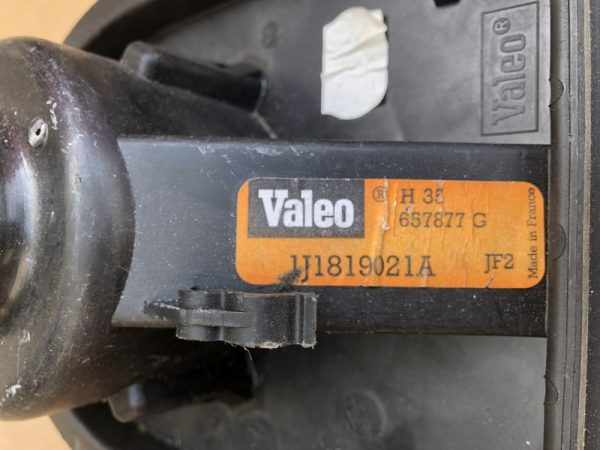 Valeo®
Valeo®
H 35
657877 G
1J1819021A
JF2
Made in France